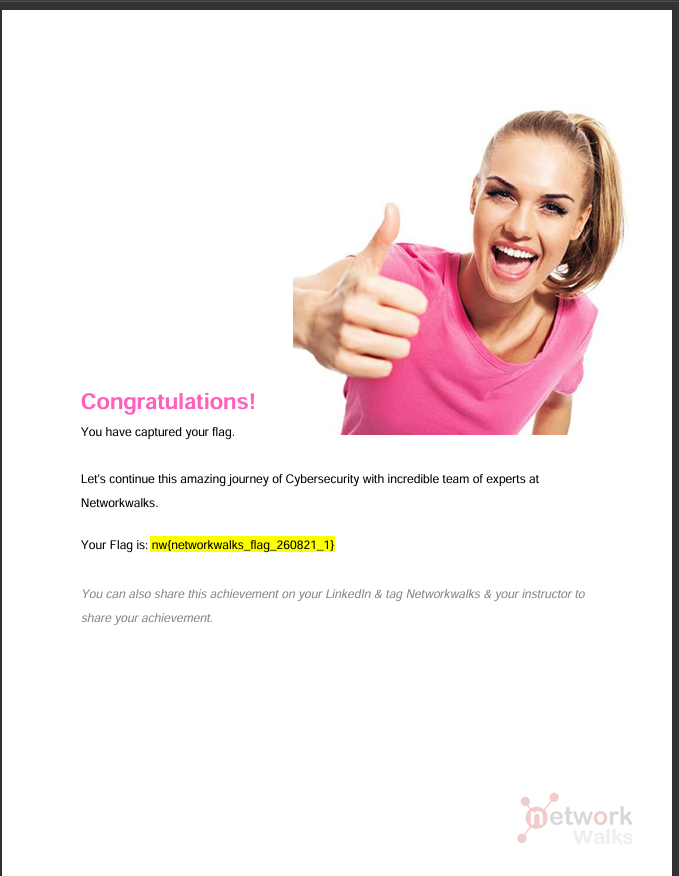 Congratulations!
You have captured your flag.
Let's continue this amazing journey of Cybersecurity with incredible team of experts at
Networkwalks.
Your Flag is: nw{networkwalks_flag_260821_1}
You can also share this achievement on your LinkedIn & tag Networkwalks & your instructor to
share your achievement.
network
Walks